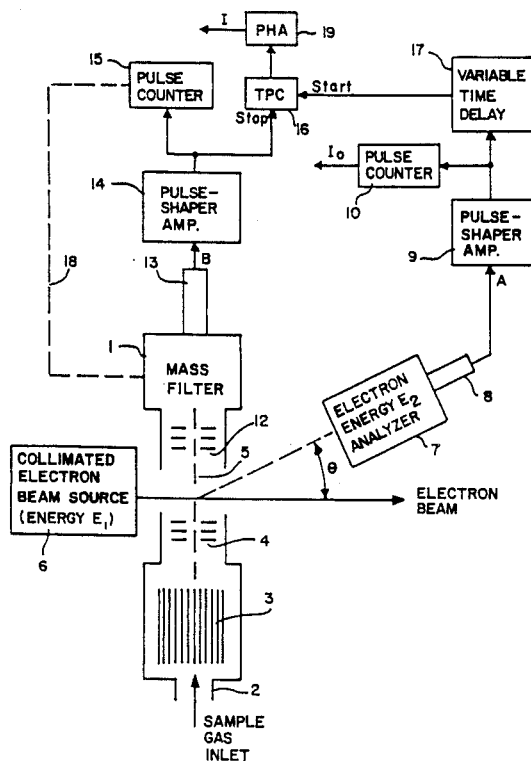 I
PHA
19
15
PULSE
COUNTER
17
VARIABLE
TIME
DELAY
TPC
Start
Stop
16
I₀
PULSE
COUNTER
10
14
PULSE-
SHAPER
AMP.
PULSE-
SHAPER
AMP.
9
18
13
B
A
1
MASS
FILTER
12
5
ELECTRON
ENERGY E₂
ANALYZER
8
7
θ
COLLIMATED
ELECTRON
BEAM SOURCE
(ENERGY E₁)
6
ELECTRON
BEAM
4
3
2
SAMPLE
GAS
INLET